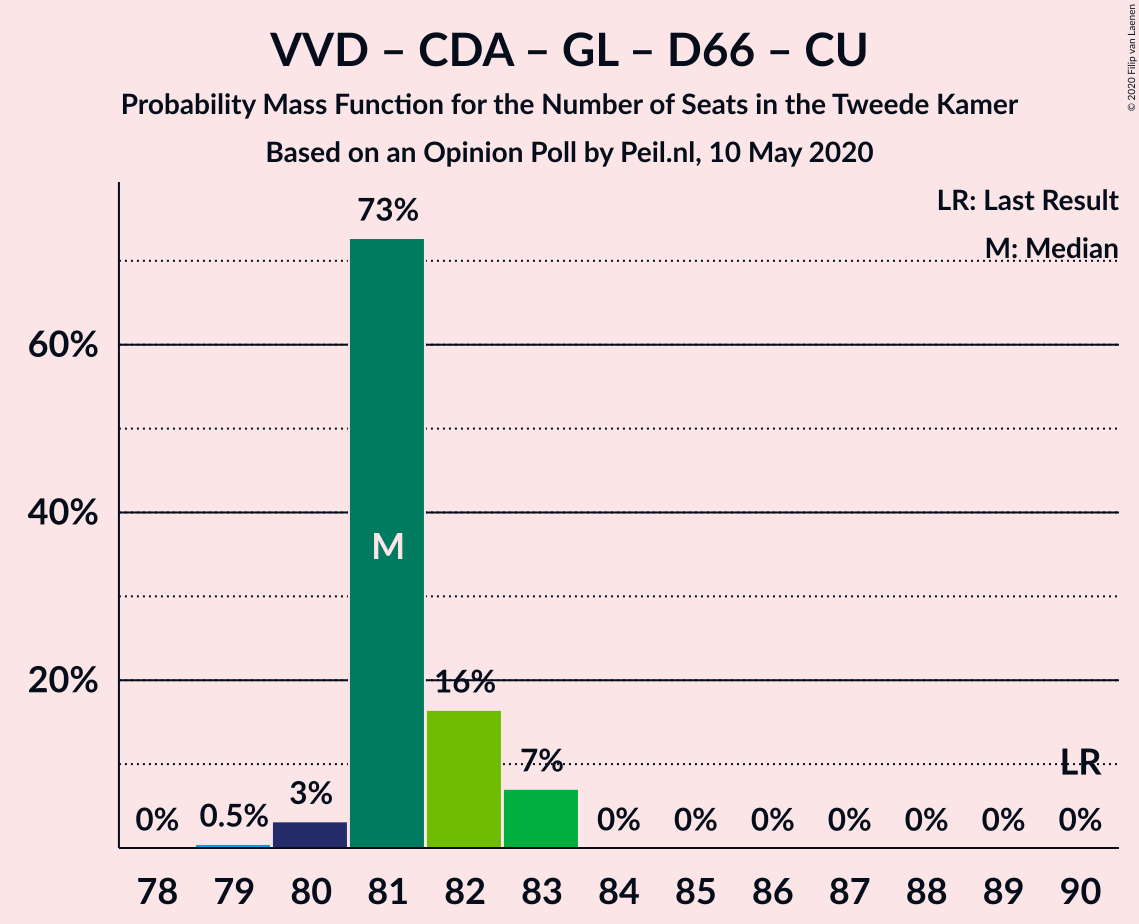 VVD – CDA – GL – D66 – CU
Probability Mass Function for the Number of Seats in the Tweede Kamer
Based on an Opinion Poll by Peil.nl, 10 May 2020
© 2020 Filip van Laenen
LR: Last Result
M: Median
73%
60%
40%
M
20%
16%
7%
LR
0% 0.5% 3% 0% 0% 0% 0% 0% 0% 0%
78 79 80 81 82 83 84 85 86 87 88 89 90